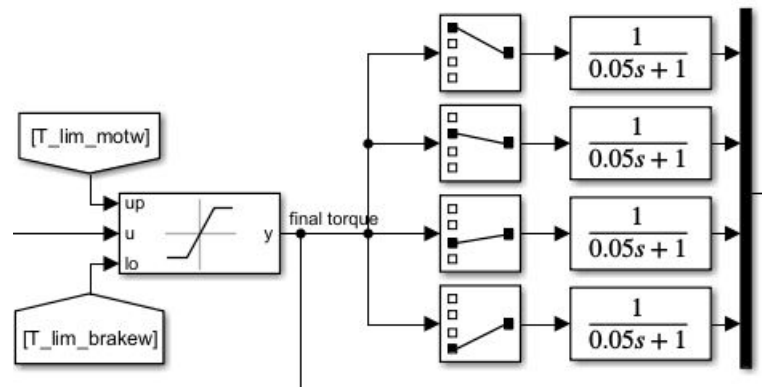 1
0.05s + 1
1
0.05s + 1
[T_lim_motw]
up
u
y
lo
final torque
1
0.05s + 1
[T_lim_brakew]
1
0.05s + 1